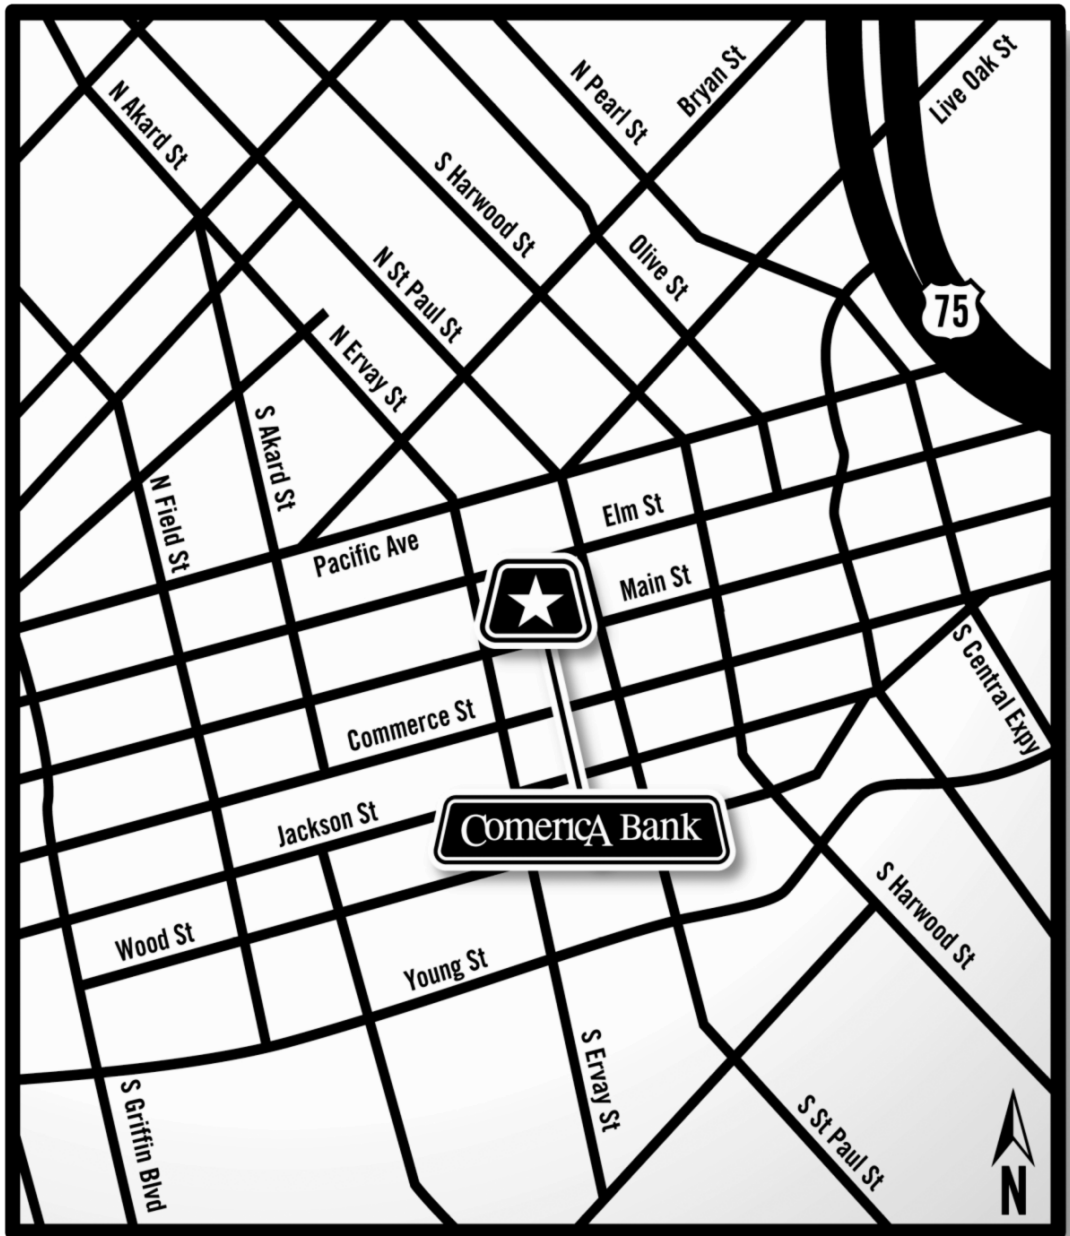 N Akard St
N Pearl St
Bryan St
Live Oak St
S Harwood St
N St Paul St
Olive St
75
N Ervay St
S Akard St
N Field St
Pacific Ave
Elm St
Main St
S Central Expy
Commerce St
Jackson St
ComericA Bank
Wood St
Young St
S Harwood St
S Ervay St
S Griffin Blvd
S St Paul St
N